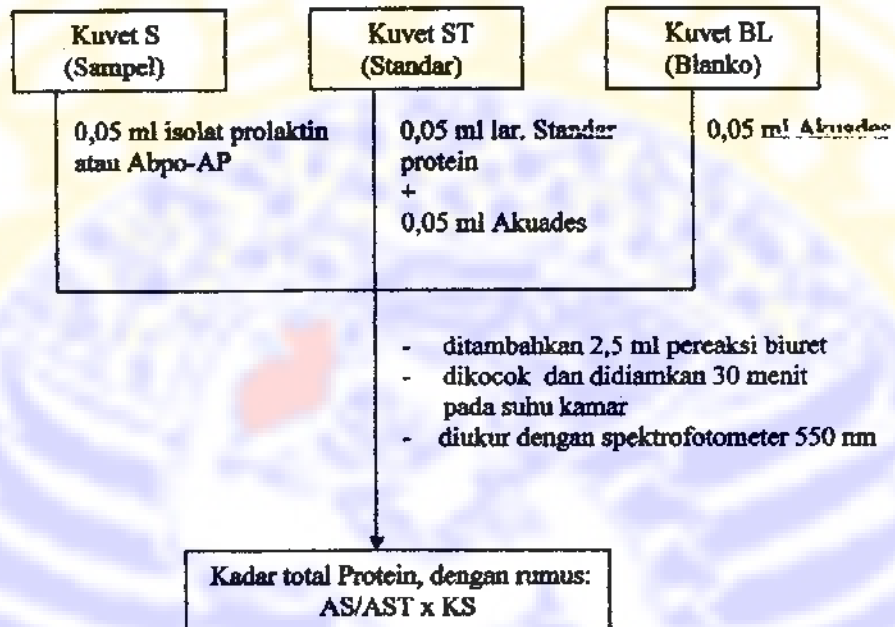 Kuvet S
(Sampel)
Kuvet ST
(Standar)
Kuvet BL
(Blanko)
0,05 ml isolat prolaktin
atau Abpo-AP
0,05 ml lar. Standar
protein
+
0,05 ml Akuades
0,05 ml Akuades
- ditambahkan 2,5 ml pereaksi biuret
- dikocok dan didiamkan 30 menit
pada suhu kamar
- diukur dengan spektrofotometer 550 nm
Kadar total Protein, dengan rumus:
AS/AST x KS